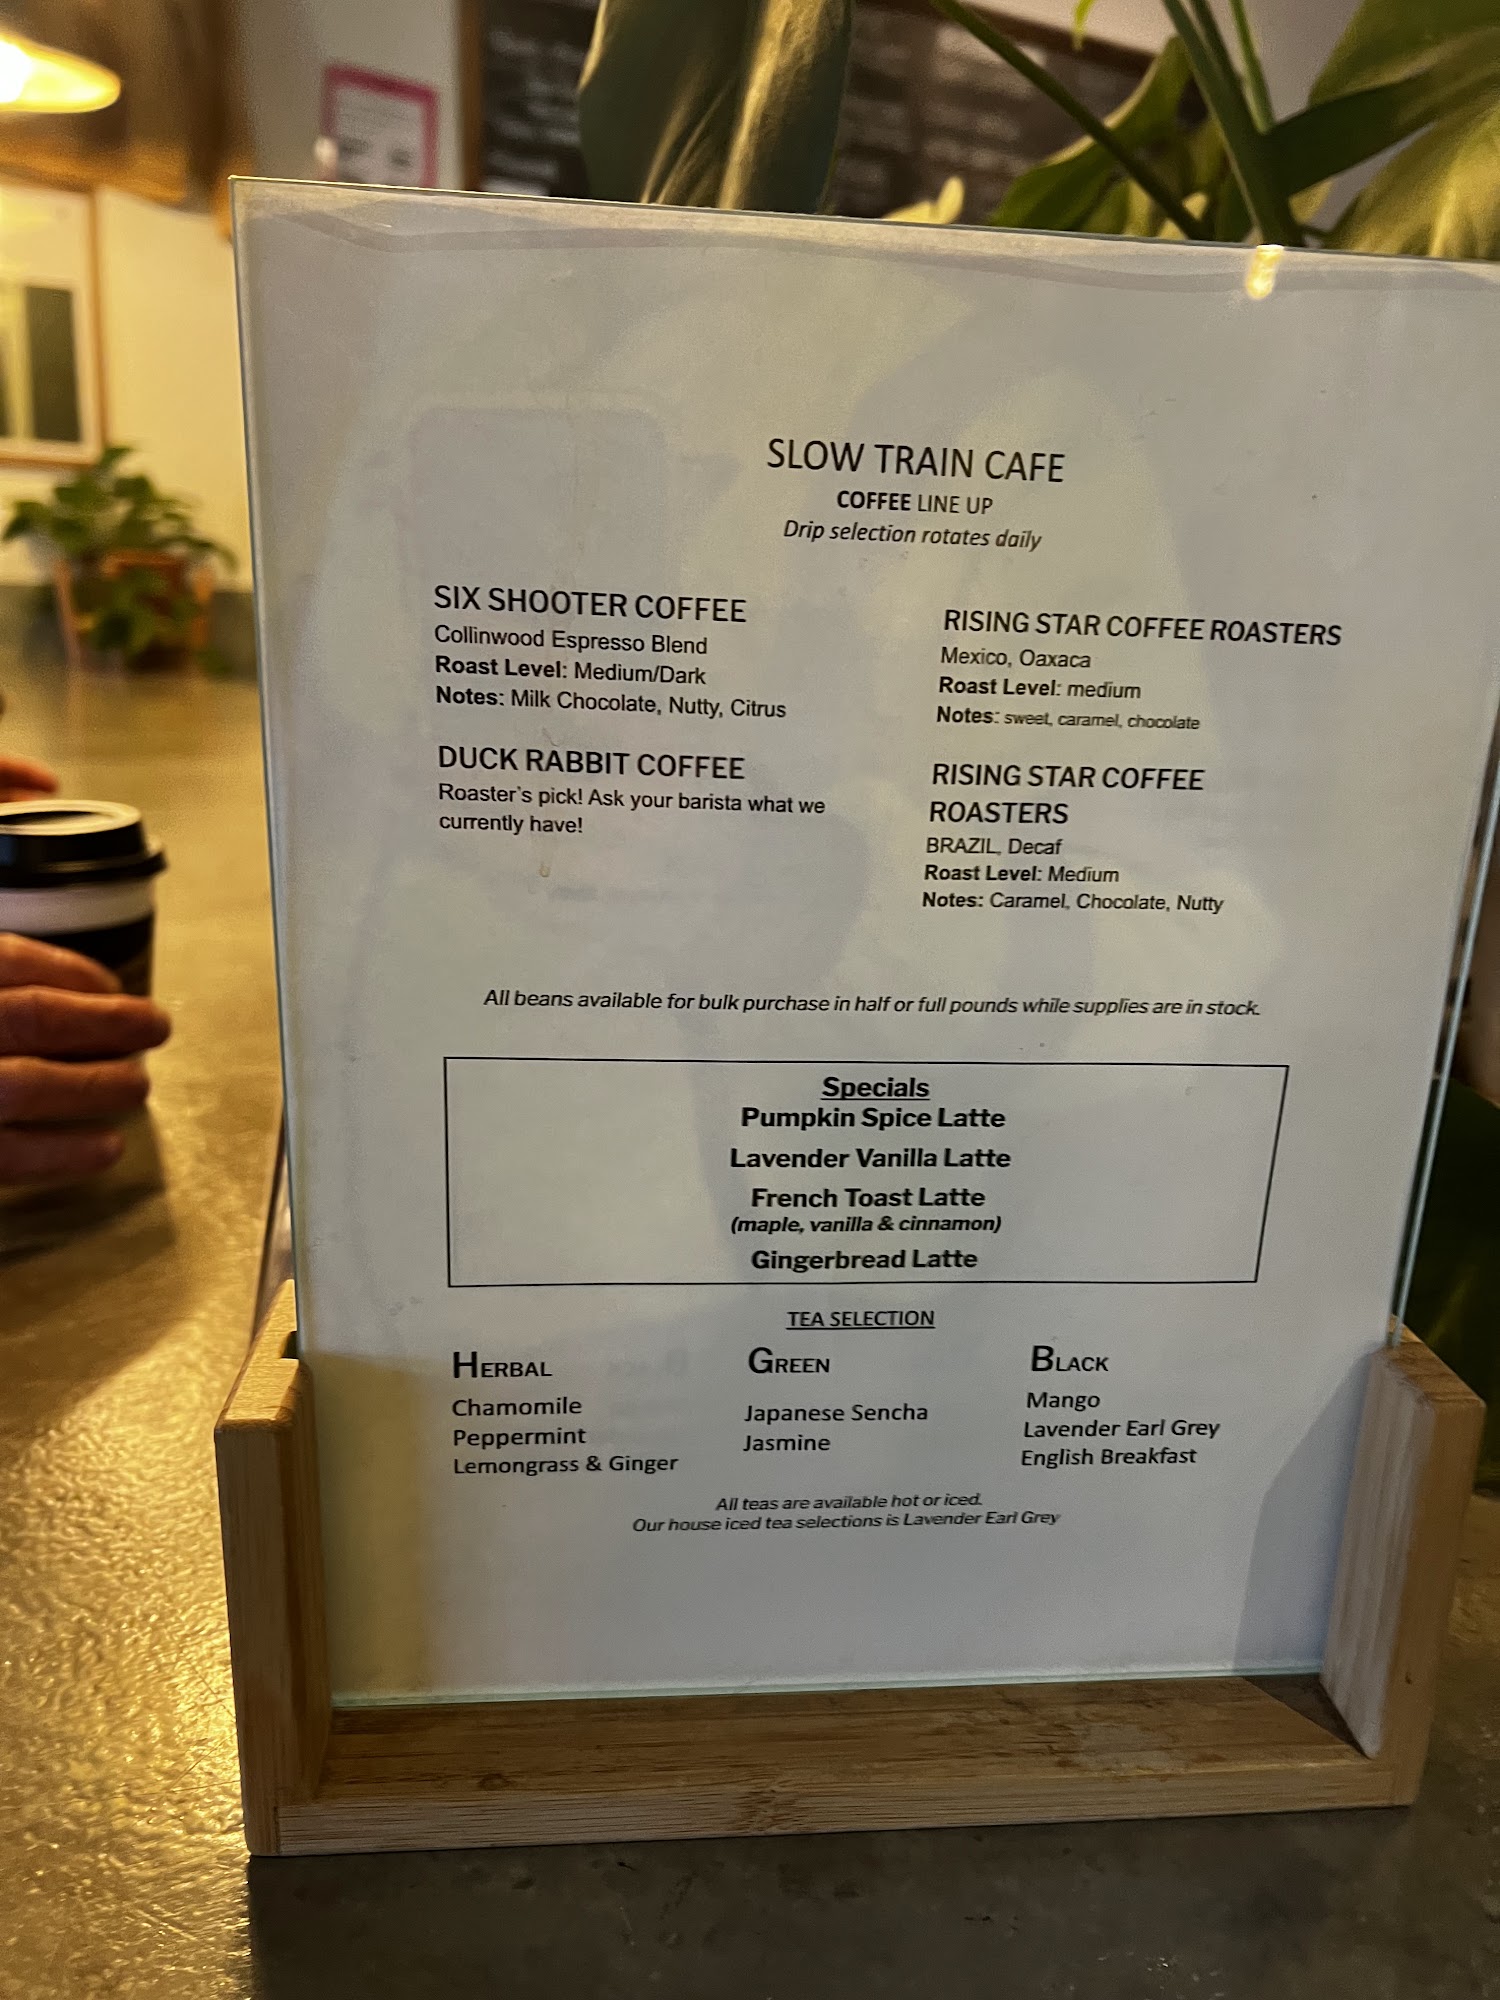 SLOW TRAIN CAFE
COFFEE LINE UP
Drip selection rotates daily
SIX SHOOTER COFFEE
Collinwood Espresso Blend
Roast Level: Medium/Dark
Notes: Milk Chocolate, Nutty, Citrus
DUCK RABBIT COFFEE
Roaster's pick! Ask your barista what we
currently have!
RISING STAR COFFEE ROASTERS
Mexico, Oaxaca
Roast Level: medium
Notes: sweet, caramel, chocolate
RISING STAR COFFEE
ROASTERS
BRAZIL, Decaf
Roast Level: Medium
Notes: Caramel, Chocolate, Nutty
All beans available for bulk purchase in half or full pounds while supplies are in stock.
Specials
Pumpkin Spice Latte
Lavender Vanilla Latte
French Toast Latte
(maple, vanilla & cinnamon)
Gingerbread Latte
TEA SELECTION
HERBAL
Chamomile
Peppermint
Lemongrass & Ginger
GREEN
Japanese Sencha
Jasmine
BLACK
Mango
Lavender Earl Grey
English Breakfast
All teas are available hot or iced.
Our house iced tea selections is Lavender Earl Grey